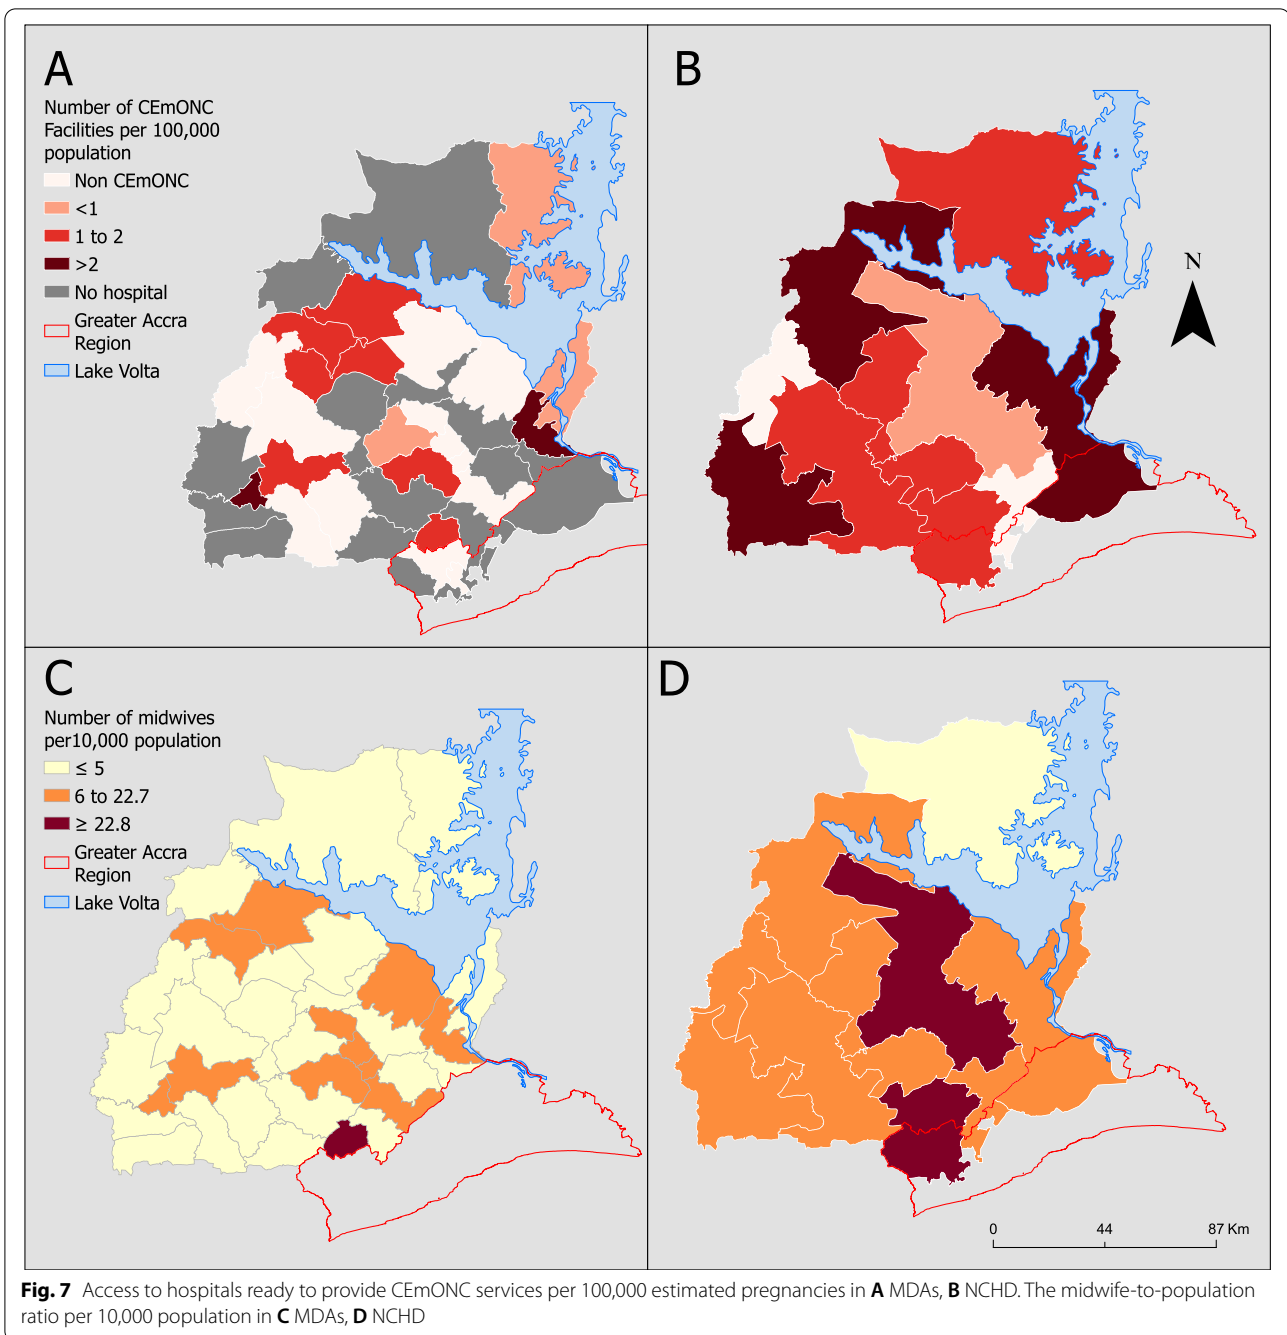 A
Number of CEmONC
Facilities per 100,000
population
Non CEmONC
<1
1 to 2
>2
No hospital
Greater Accra
Region
Lake Volta
B
N
C
Number of midwives
per10,000 population
≤ 5
6 to 22.7
≥ 22.8
Greater Accra
Region
Lake Volta
D
0 44 87 Km
Fig. 7 Access to hospitals ready to provide CEmONC services per 100,000 estimated pregnancies in A MDAs, B NCHD. The midwife-to-population
ratio per 10,000 population in C MDAs, D NCHD